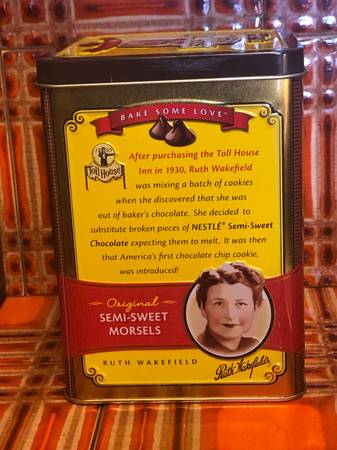 BAKE SOME LOVE™
Toll House
After purchasing the Toll House
Inn in 1930, Ruth Wakefield
was mixing a batch of cookies
when she discovered that she was
out of baker's chocolate. She decided to
substitute broken pieces of NESTLÉ® Semi-Sweet
Chocolate expecting them to melt. It was then
that America's first chocolate chip cookie,
was introduced!
Original
SEMI-SWEET
MORSELS
RUTH WAKEFIELD
Ruth Wakefield